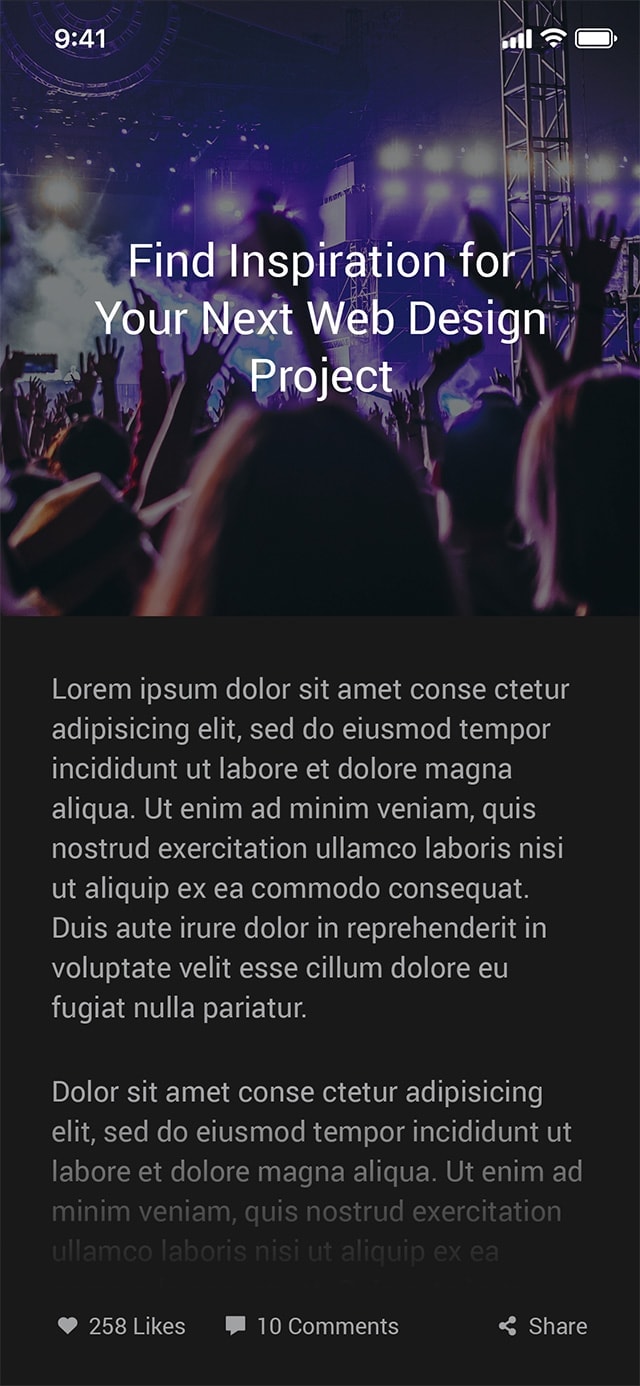 9:41
Find Inspiration for
Your Next Web Design
Project
Lorem ipsum dolor sit amet conse ctetur
adipisicing elit, sed do eiusmod tempor
incididunt ut labore et dolore magna
aliqua. Ut enim ad minim veniam, quis
nostrud exercitation ullamco laboris nisi
ut aliquip ex ea commodo consequat.
Duis aute irure dolor in reprehenderit in
voluptate velit esse cillum dolore eu
fugiat nulla pariatur.
Dolor sit amet conse ctetur adipisicing
elit, sed do eiusmod tempor incididunt ut
labore et dolore magna aliqua. Ut enim ad
minim veniam, quis nostrud exercitation
ullamco laboris nisi ut aliquip ex ea
258 Likes 10 Comments Share